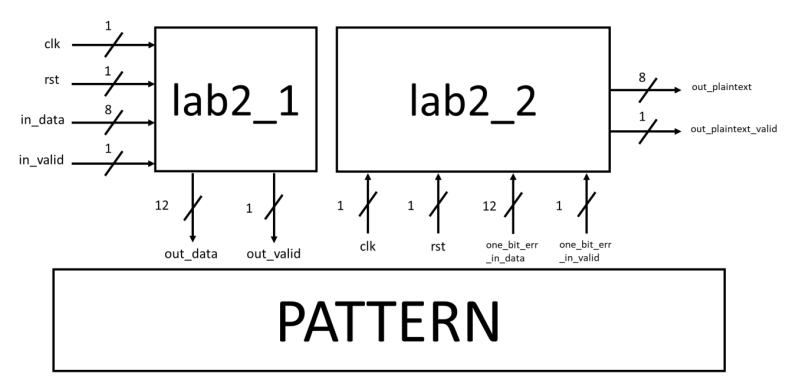 clk
1
rst
1
in_data
8
in_valid
1
lab2_1
12
out_data
1
out_valid
lab2_2
8
out_plaintext
1
out_plaintext_valid
1
clk
1
rst
12
one_bit_err
_in_data
1
one_bit_err
_in_valid
PATTERN